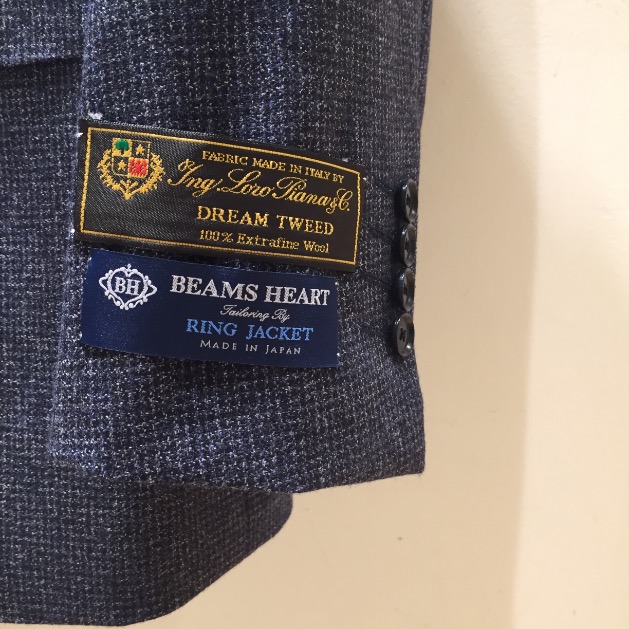 FABRIC MADE IN ITALY BY
Ing. Loro Piana & C.
DREAM TWEED
100% Extrafine Wool
BH
BEAMS HEART
Tailoring By
RING JACKET
MADE IN JAPAN